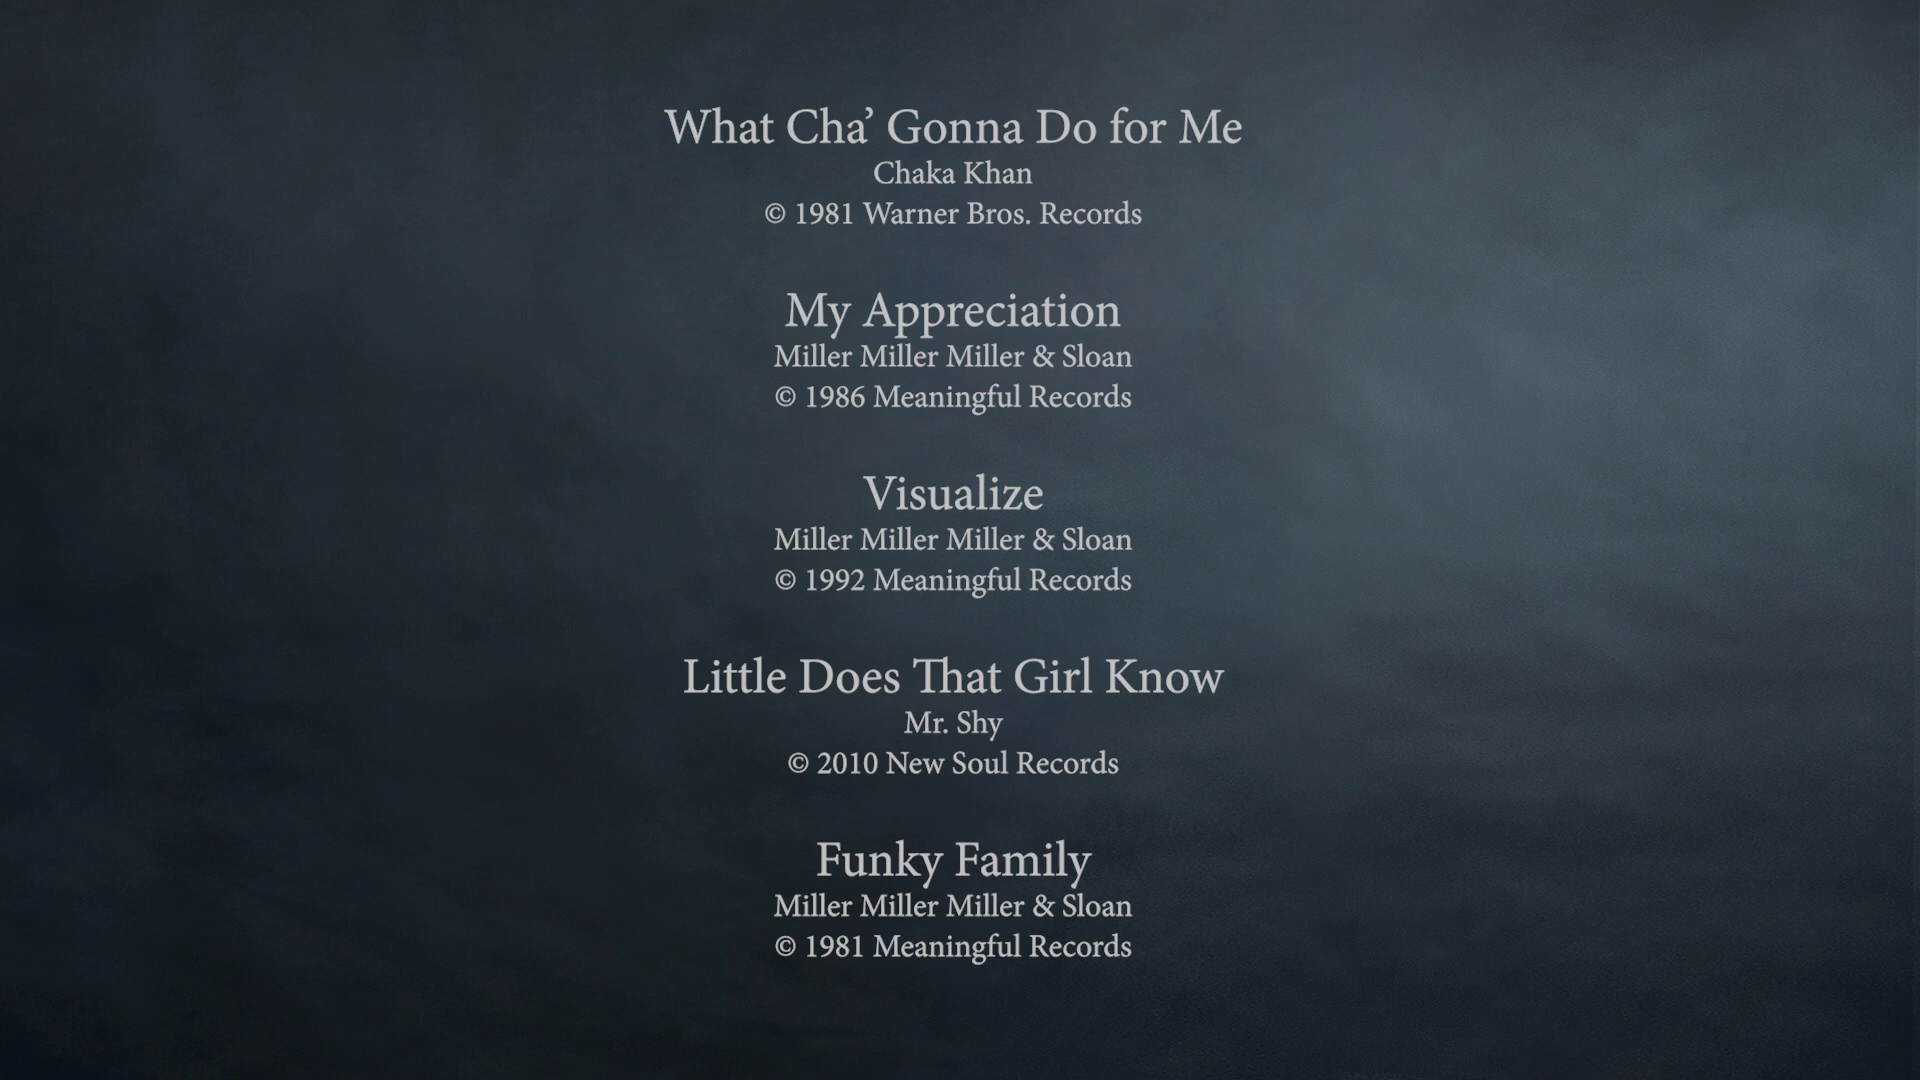 What Cha’ Gonna Do for Me
Chaka Khan
© 1981 Warner Bros. Records
My Appreciation
Miller Miller Miller & Sloan
© 1986 Meaningful Records
Visualize
Miller Miller Miller & Sloan
© 1992 Meaningful Records
Little Does That Girl Know
Mr. Shy
© 2010 New Soul Records
Funky Family
Miller Miller Miller & Sloan
© 1981 Meaningful Records